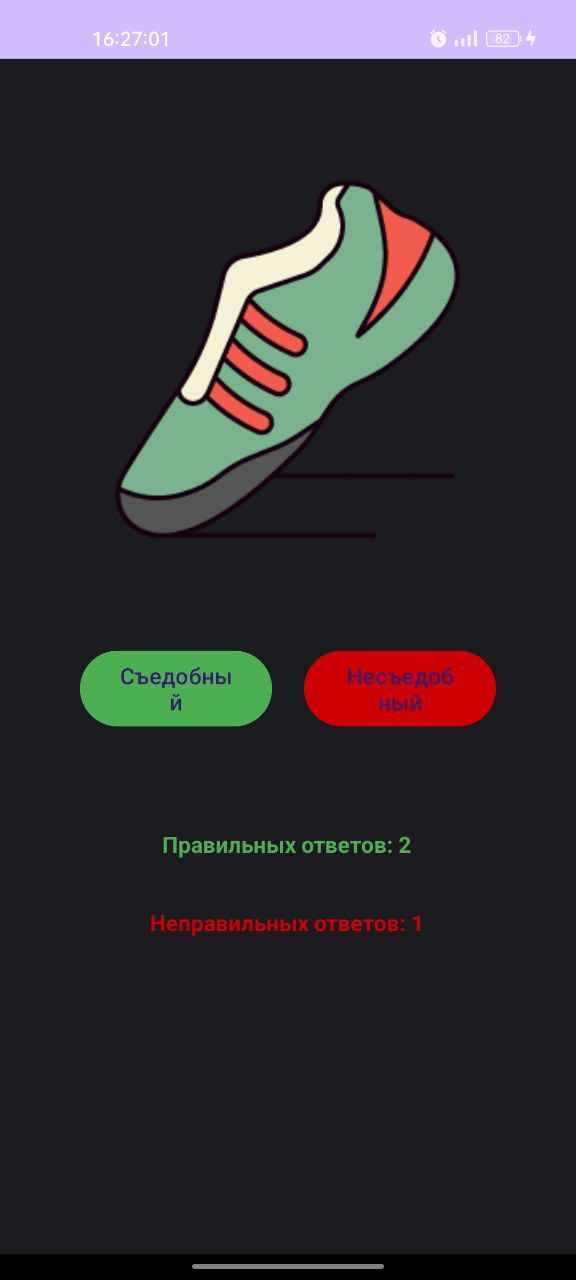 16:27:01
82
Съедобны
й
Несъедоб
ный
Правильных ответов: 2
Неправильных ответов: 1